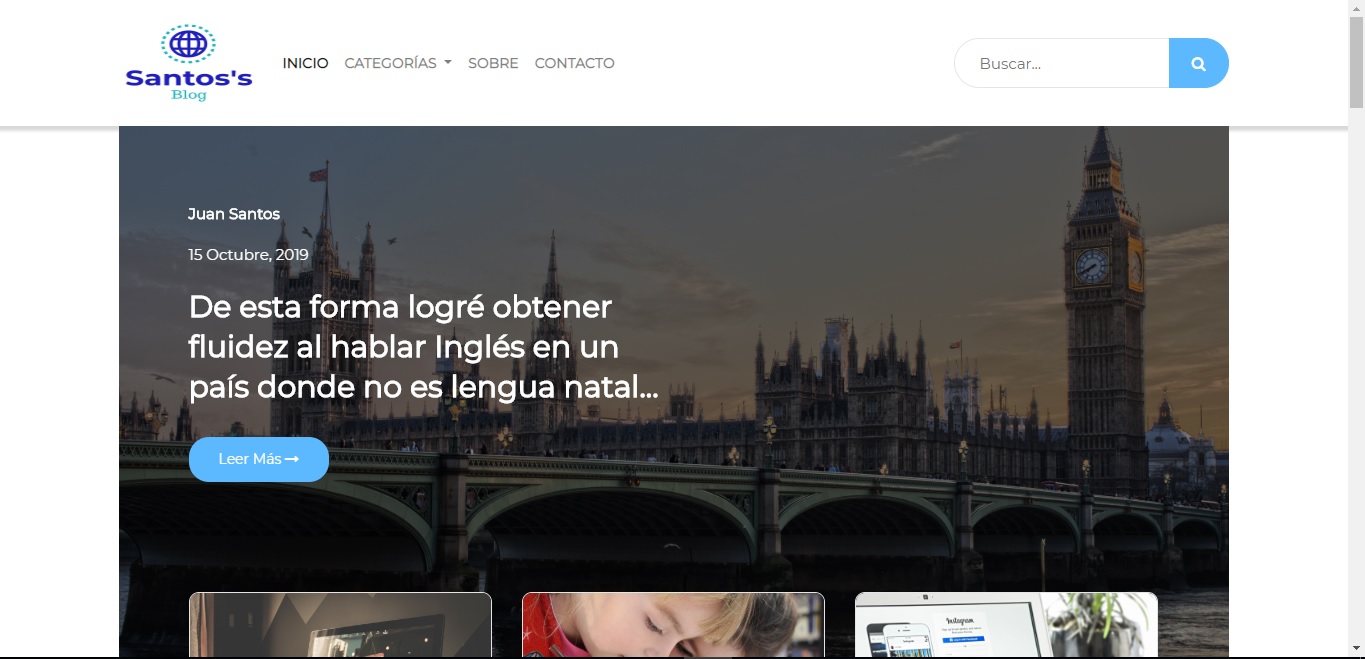 Santos's
Blog
INICIO CATEGORÍAS SOBRE CONTACTO
Buscar...
Juan Santos
15 Octubre, 2019
De esta forma logré obtener
fluidez al hablar Inglés en un
país donde no es lengua natal...
Leer Más
Instagram